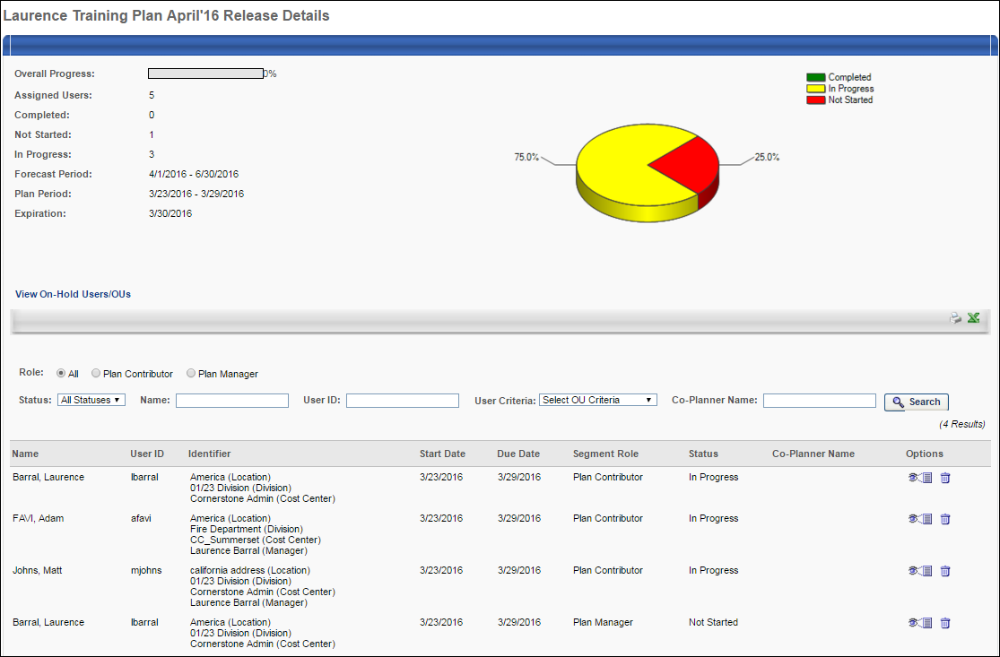 Laurence Training Plan April'16 Release Details
Overall Progress: 0%
Assigned Users: 5
Completed: 0
Not Started: 1
In Progress: 3
Forecast Period: 4/1/2016 - 6/30/2016
Plan Period: 3/23/2016 - 3/29/2016
Expiration: 3/30/2016
Completed
In Progress
Not Started
75.0%
25.0%
View On-Hold Users/OUs
Role: All Plan Contributor Plan Manager
Status: All Statuses Name: User ID: User Criteria: Select OU Criteria Co-Planner Name: Search
(4 Results)
Name User ID Identifier Start Date Due Date Segment Role Status Co-Planner Name Options
Barral, Laurence lbarral America (Location) 3/23/2016 3/29/2016 Plan Contributor In Progress
01/23 Division (Division)
Cornerstone Admin (Cost Center)
FAVI, Adam afavi America (Location) 3/23/2016 3/29/2016 Plan Contributor In Progress
Fire Department (Division)
CC_Summerset (Cost Center)
Laurence Barral (Manager)
Johns, Matt mjohns california address (Location) 3/23/2016 3/29/2016 Plan Contributor In Progress
01/23 Division (Division)
Cornerstone Admin (Cost Center)
Laurence Barral (Manager)
Barral, Laurence lbarral America (Location) 3/23/2016 3/29/2016 Plan Manager Not Started
01/23 Division (Division)
Cornerstone Admin (Cost Center)